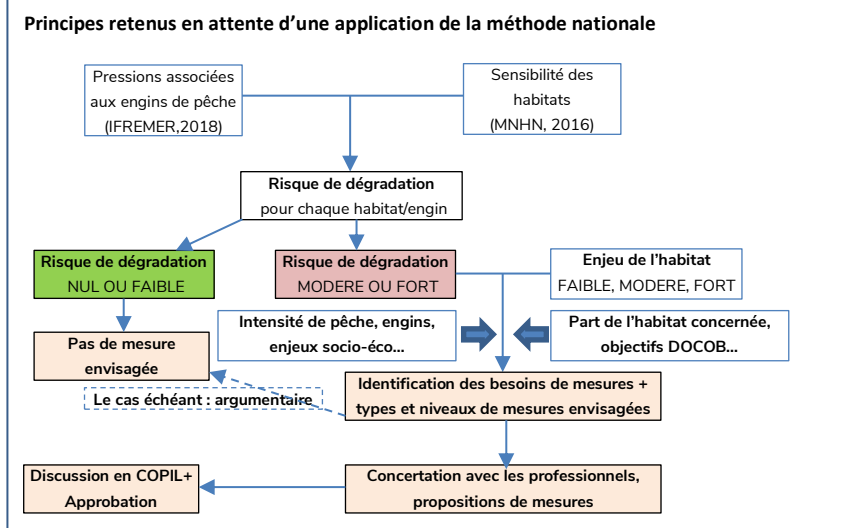 Principes retenus en attente d’une application de la méthode nationale
Pressions associées
aux engins de pêche
(IFREMER,2018)
Sensibilité des
habitats
(MNHN, 2016)
Risque de dégradation
pour chaque habitat/engin
Risque de dégradation
NUL OU FAIBLE
Risque de dégradation
MODERE OU FORT
Enjeu de l’habitat
FAIBLE, MODERE, FORT
Intensité de pêche, engins,
enjeux socio-éco...
Part de l’habitat concernée,
objectifs DOCOB...
Pas de mesure
envisagée
Le cas échéant : argumentaire
Identification des besoins de mesures +
types et niveaux de mesures envisagées
Discussion en COPIL+
Approbation
Concertation avec les professionnels,
propositions de mesures